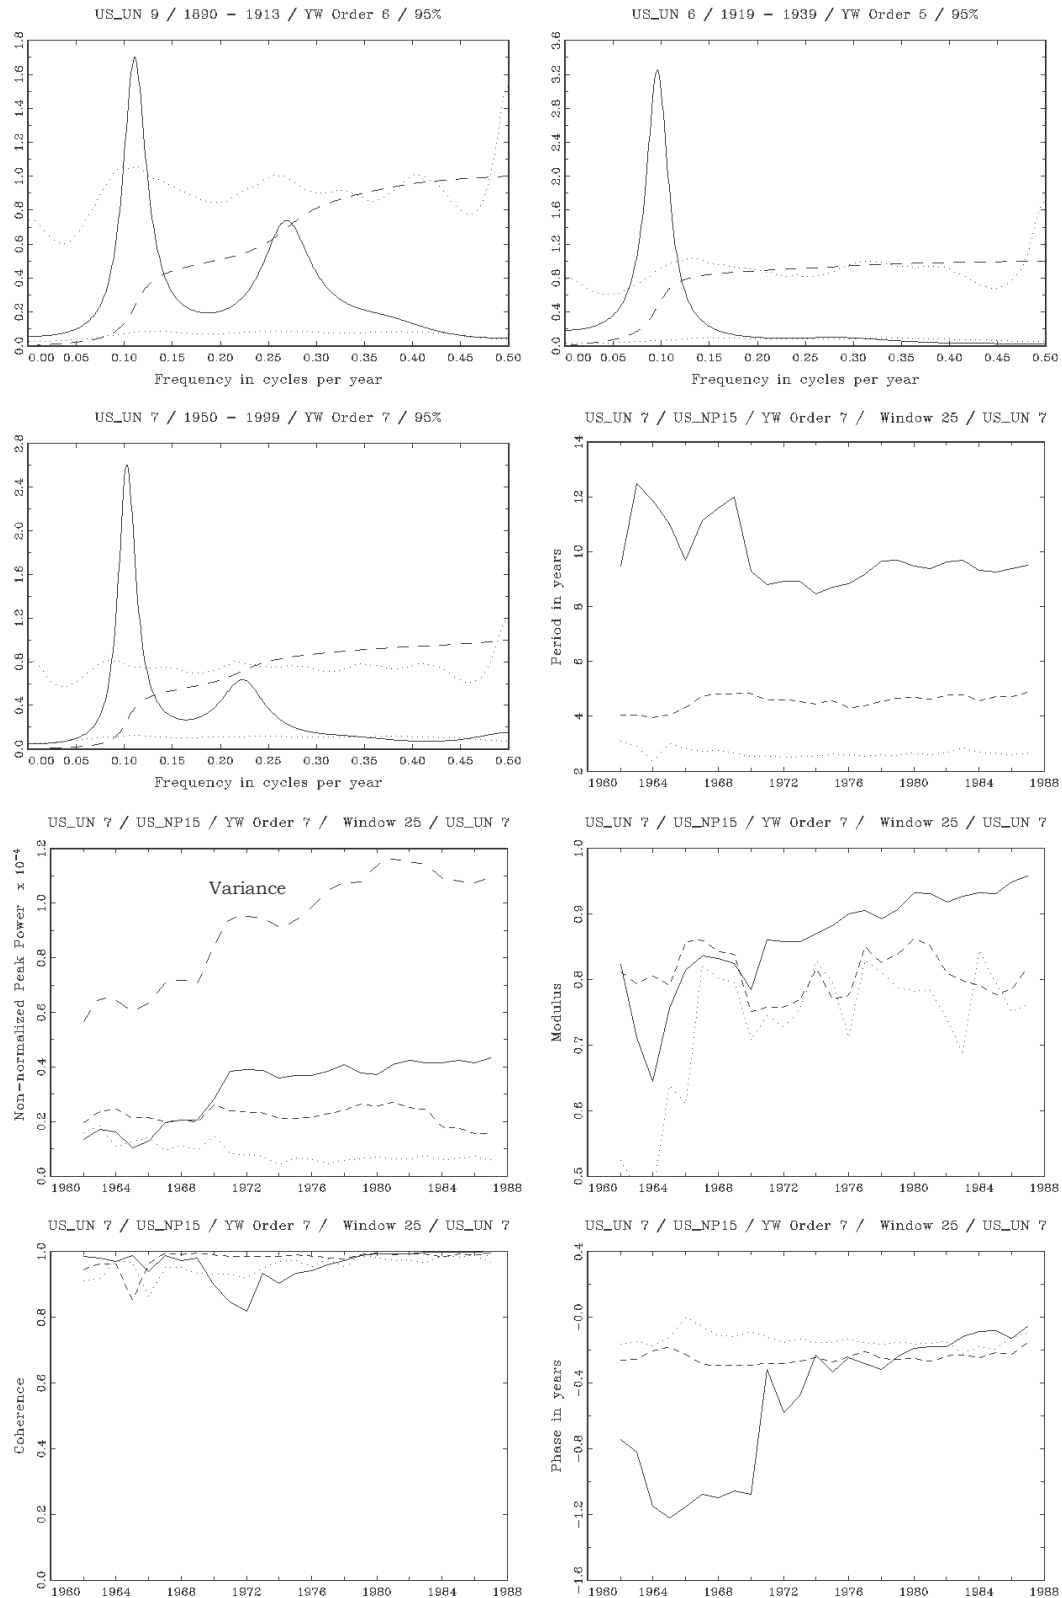 US_UN 9 / 1890 - 1913 / YW Order 6 / 95%
1.8
1.6
1.4
1.2
1.0
0.8
0.6
0.4
0.2
0.0
0.00 0.05 0.10 0.15 0.20 0.25 0.30 0.35 0.40 0.45 0.50
Frequency in cycles per year
US_UN 6 / 1919 - 1939 / YW Order 5 / 95%
3.6
3.2
2.8
2.4
2.0
1.6
1.2
0.8
0.4
0.0
0.00 0.05 0.10 0.15 0.20 0.25 0.30 0.35 0.40 0.45 0.50
Frequency in cycles per year
US_UN 7 / 1950 - 1999 / YW Order 7 / 95%
2.8
2.4
2.0
1.6
1.2
0.8
0.4
0.0
0.00 0.05 0.10 0.15 0.20 0.25 0.30 0.35 0.40 0.45 0.50
Frequency in cycles per year
US_UN 7 / US_NP15 / YW Order 7 / Window 25 / US_UN 7
Period in years
14
12
10
8
6
4
2
1960 1964 1968 1972 1976 1980 1984 1988
US_UN 7 / US_NP15 / YW Order 7 / Window 25 / US_UN 7
Non-normalized Peak Power x 10-4
1.2
1.0
0.8
0.6
0.4
0.2
0.0
Variance
1960 1964 1968 1972 1976 1980 1984 1988
US_UN 7 / US_NP15 / YW Order 7 / Window 25 / US_UN 7
Modulus
1.0
0.9
0.8
0.7
0.6
0.5
1960 1964 1968 1972 1976 1980 1984 1988
US_UN 7 / US_NP15 / YW Order 7 / Window 25 / US_UN 7
Coherence
1.0
0.8
0.6
0.4
0.2
0.0
1960 1964 1968 1972 1976 1980 1984 1988
US_UN 7 / US_NP15 / YW Order 7 / Window 25 / US_UN 7
Phase in years
0.4
-0.0
-0.4
-0.8
-1.2
-1.6
1960 1964 1968 1972 1976 1980 1984 1988